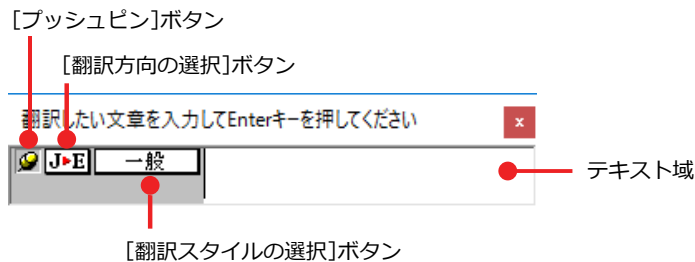 [プッシュピン]ボタン
[翻訳方向の選択]ボタン
翻訳したい文章を入力してEnterキーを押してください
x
J▸E 一般
テキスト域
[翻訳スタイルの選択]ボタン